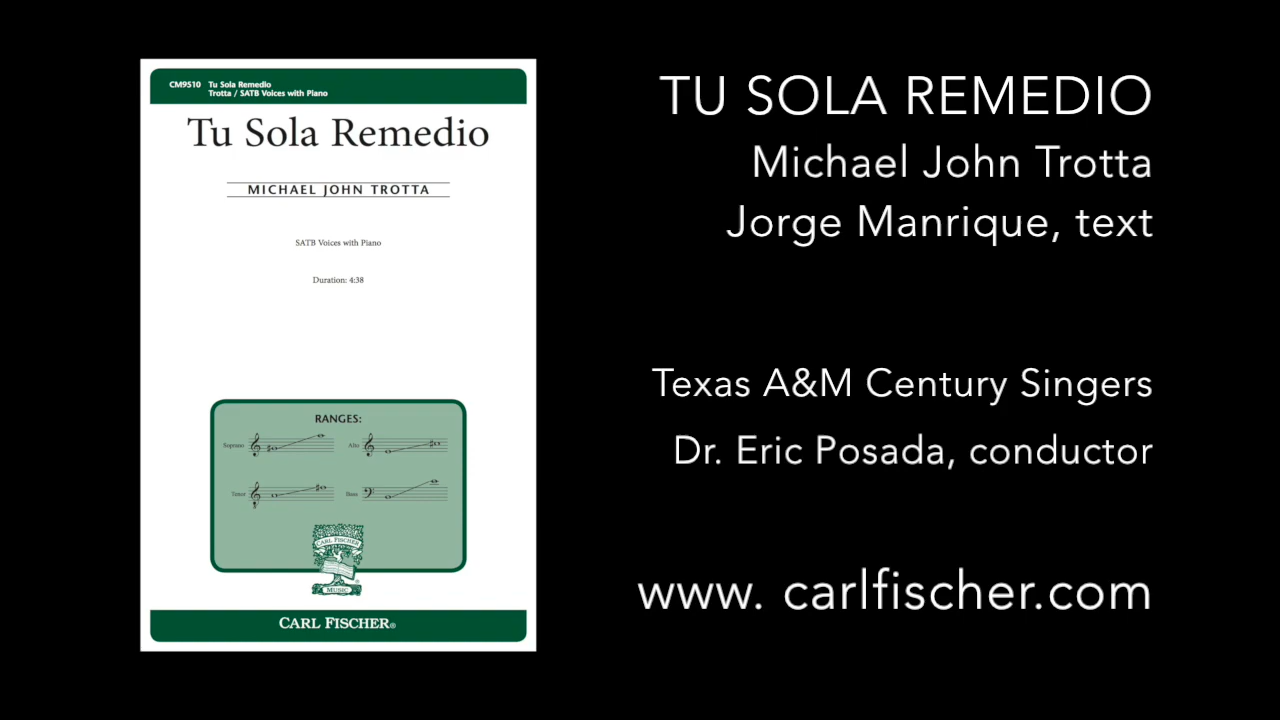 CM9510 Tu Sola Remedio
Trotta / SATB Voices with Piano
Tu Sola Remedio
MICHAEL JOHN TROTTA
SATB Voices with Piano
Duration: 4:38
RANGES:
Soprano
Alto
Tenor
Bass
CARL FISCHER
MUSIC
®
CARL FISCHER®
TU SOLA REMEDIO
Michael John Trotta
Jorge Manrique, text
Texas A&M Century Singers
Dr. Eric Posada, conductor
www. carlfischer.com